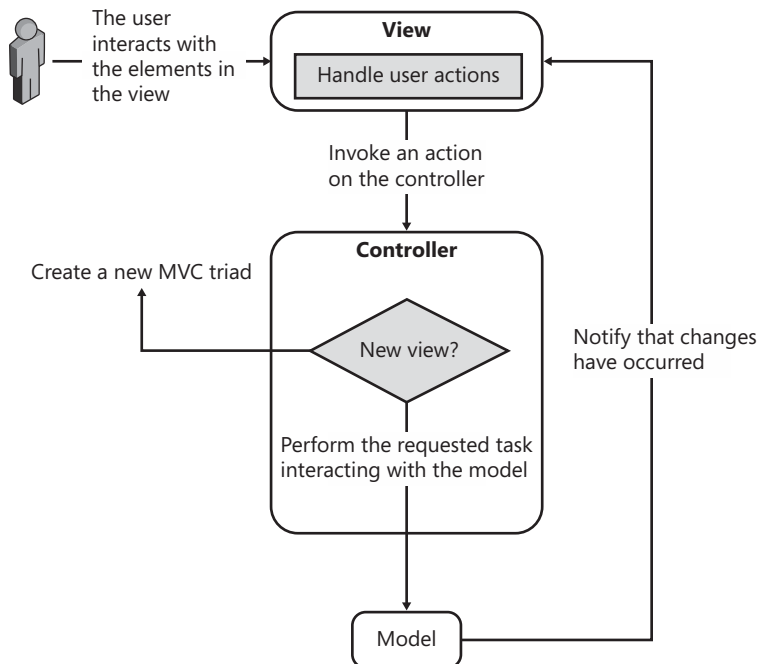 The user
interacts with
the elements in
the view
View
Handle user actions
Invoke an action
on the controller
Controller
Create a new MVC triad
New view?
Notify that changes
have occurred
Perform the requested task
interacting with the model
Model